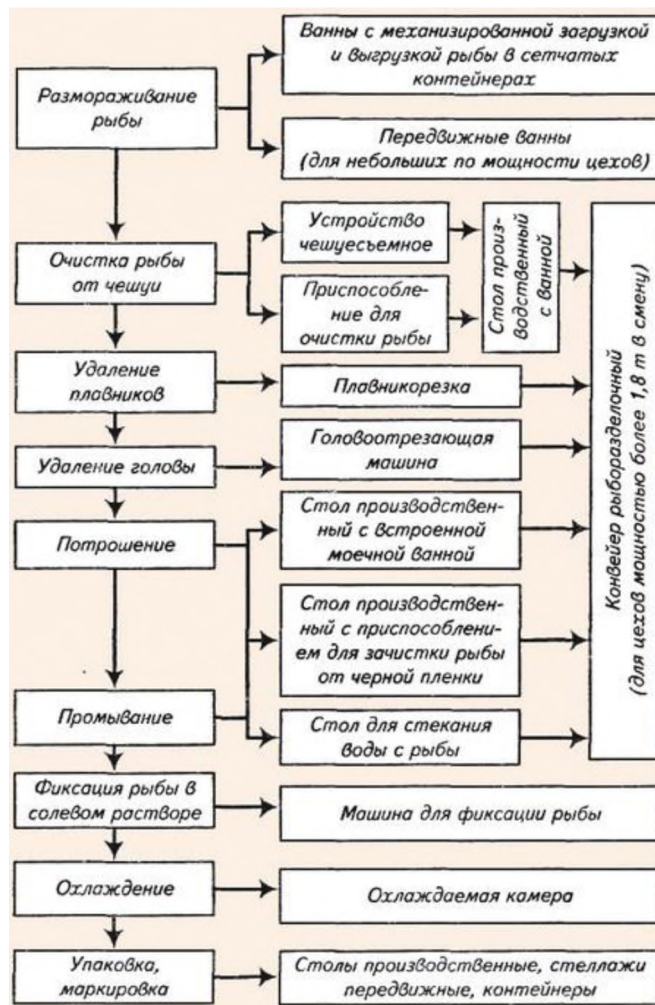 Ванны с механизированной загрузкой
и выгрузкой рыбы в сетчатых
контейнерах
Размораживание
рыбы
Передвижные ванны
(для небольших по мощности цехов)
Очистка рыбы
от чешуи
Устройство
чешуесъемное
Приспособле-
ние для
очистки рыбы
Стол произ-
водственный
с ванной
Конвейер рыборазделочный
(для цехов мощностью более 1,8 т в смену)
Удаление
плавников
Плавникорезка
Удаление головы
Головоотрезающая
машина
Потрошение
Стол производствен-
ный с встроенной
моечной ванной
Стол производствен-
ный с приспособлени-
ем для зачистки рыбы
от черной пленки
Промывание
Стол для стекания
воды с рыбы
Фиксация рыбы в
солевом растворе
Машина для фиксации рыбы
Охлаждение
Охлаждаемая камера
Упаковка,
маркировка
Столы производственные, стеллажи
передвижные, контейнеры